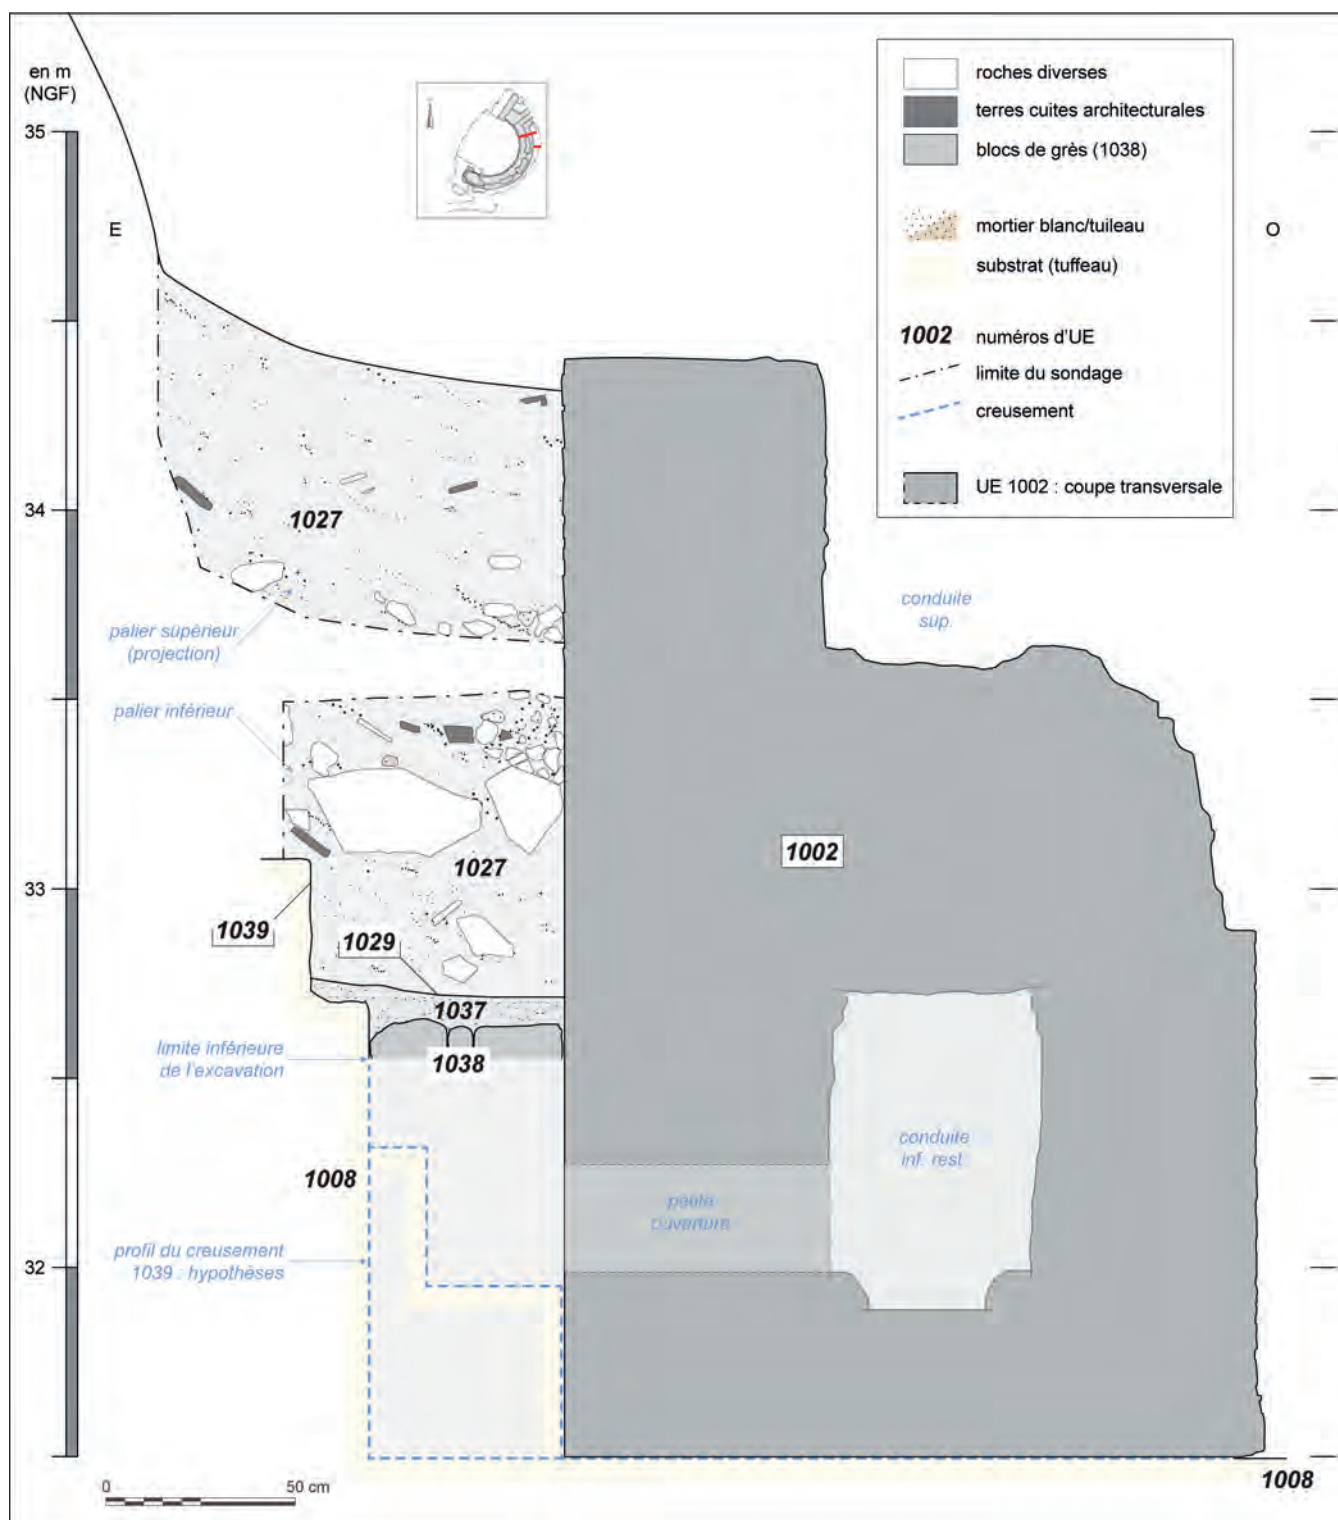 en m
(NGF)
35
E
O
roches diverses
terres cuites architecturales
blocs de grès (1038)
mortier blanc/tuileau
substrat (tuffeau)
1002 numéros d'UE
limite du sondage
creusement
UE 1002 : coupe transversale
34
1027
conduite
sup.
palier supérieur
(projection)
palier inférieur
1002
1027
33
1039
1029
1037
limite inférieure
de l'excavation
1038
conduite
inf. rest
1008
petite
ouverture
profil du creusement
1039 : hypothèses
32
0 50 cm
1008